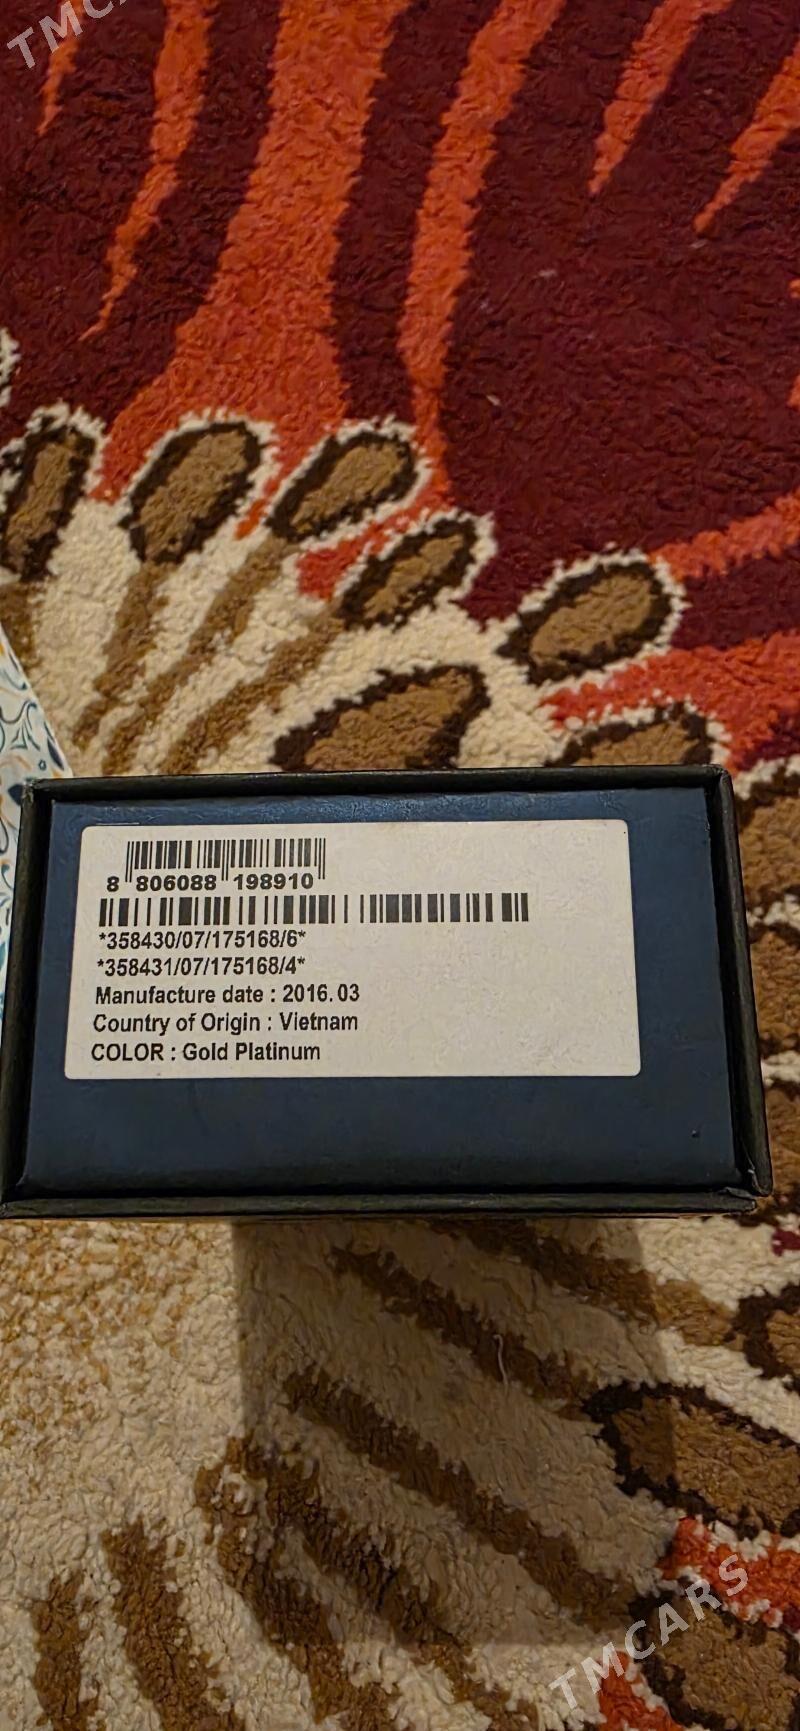 TMCA
8 806088 198910
*358430/07/175168/6*
*358431/07/175168/4*
Manufacture date : 2016.03
Country of Origin : Vietnam
COLOR : Gold Platinum
TMCARS